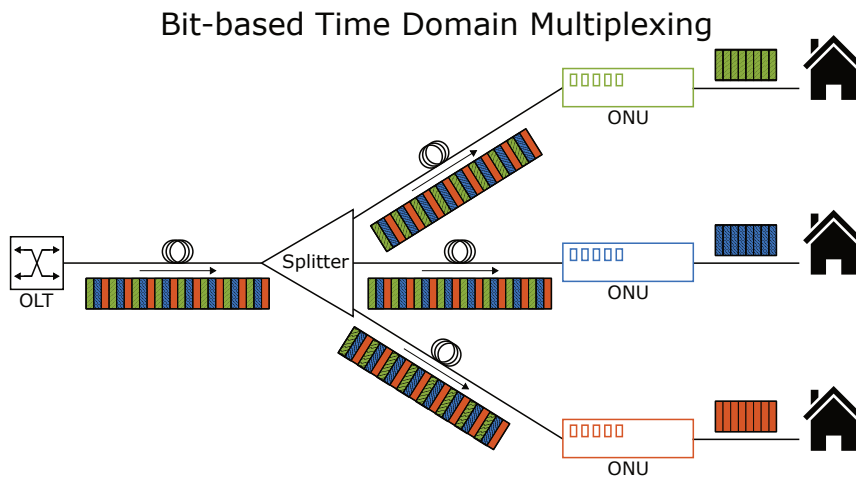 Bit-based Time Domain Multiplexing
ONU
Splitter
OLT
ONU
ONU